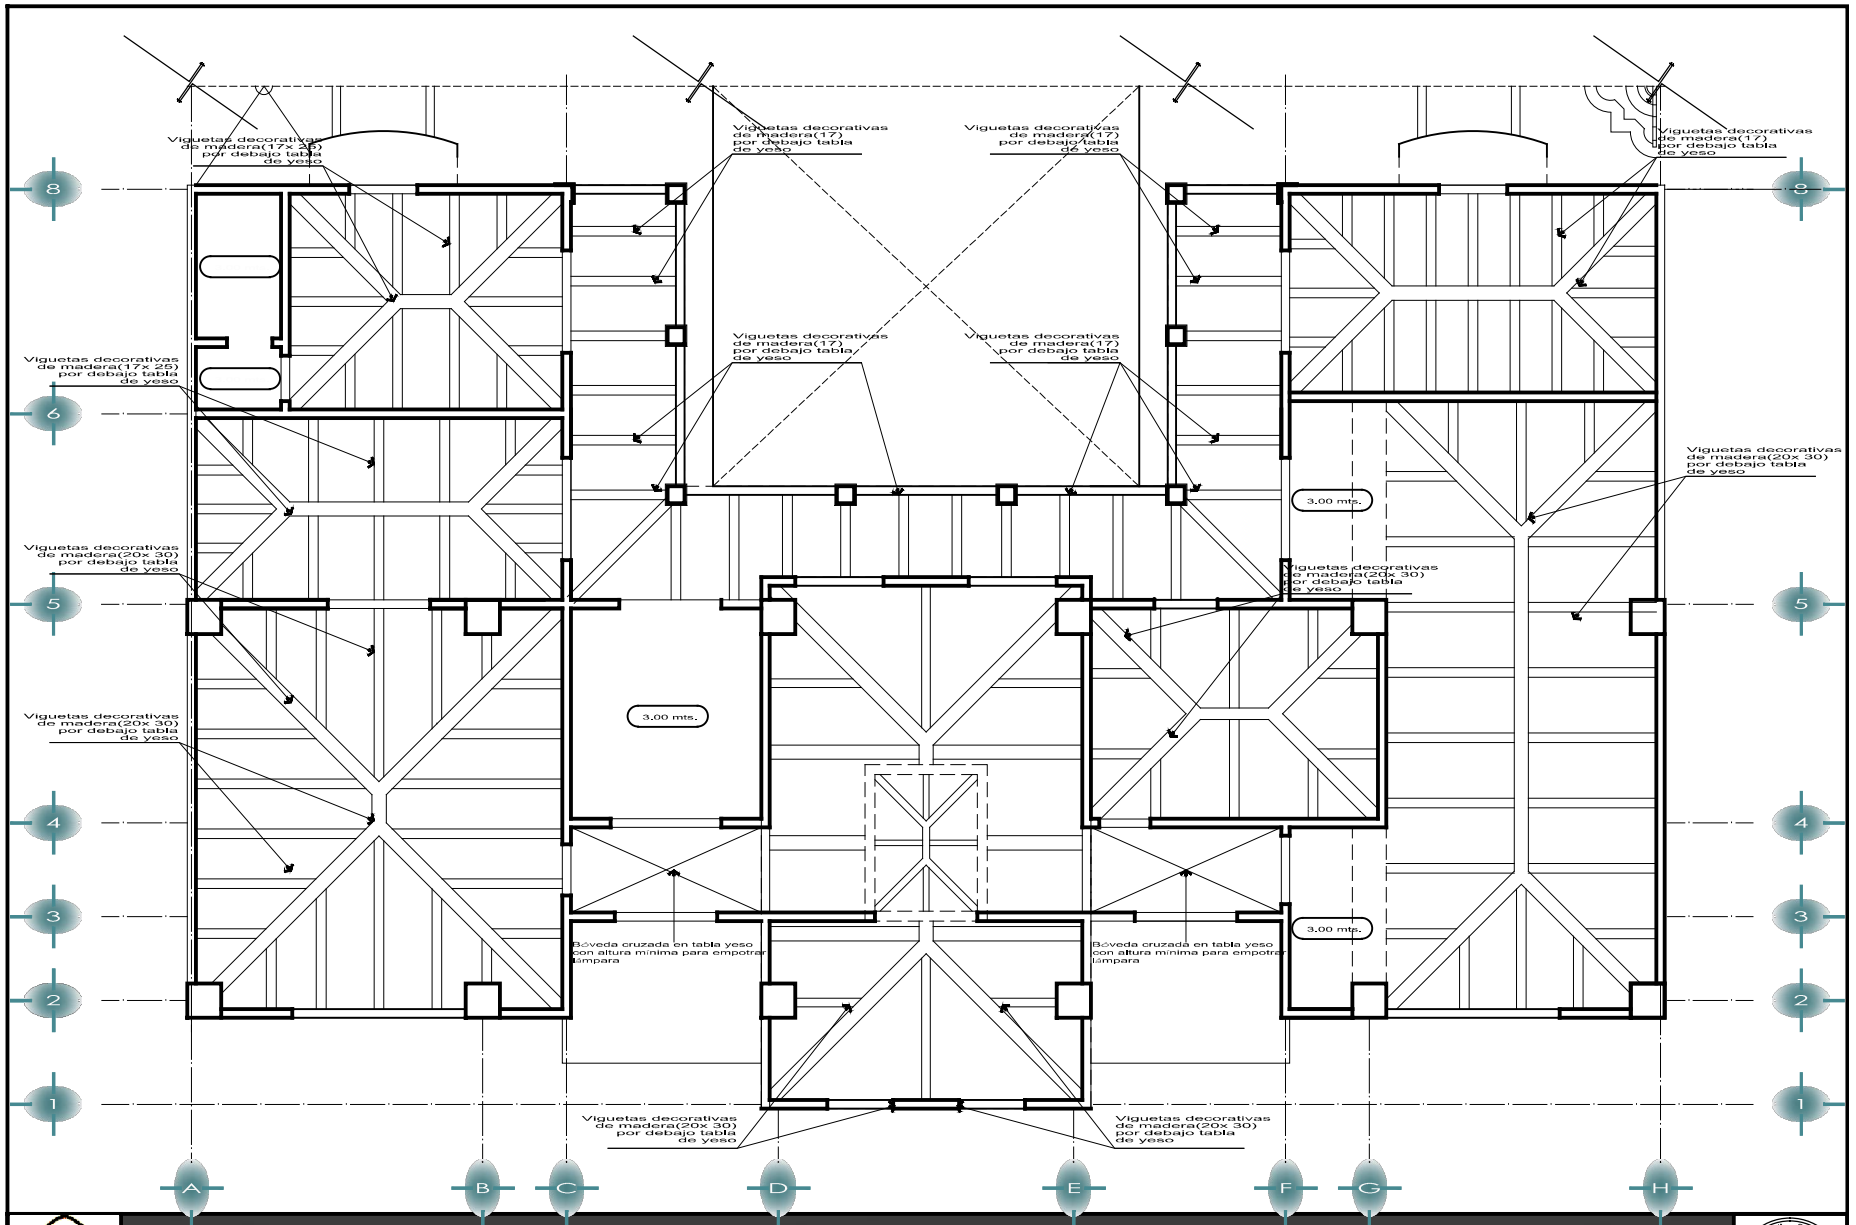 Viguetas decorativas
de madera(17x 25)
por debajo tabla
de yeso
Viguetas decorativas
de madera(17)
por debajo tabla
de yeso
Viguetas decorativas
de madera(17)
por debajo tabla
de yeso
Viguetas decorativas
de madera(17)
por debajo tabla
de yeso
8
8
Viguetas decorativas
de madera(17x 25)
por debajo tabla
de yeso
Viguetas decorativas
de madera(17)
por debajo tabla
de yeso
Viguetas decorativas
de madera(17)
por debajo tabla
de yeso
6
Viguetas decorativas
de madera(20x 30)
por debajo tabla
de yeso
3.00 mts.
Viguetas decorativas
de madera(20x 30)
por debajo tabla
de yeso
Viguetas decorativas
de madera(20x 30)
por debajo tabla
de yeso
5
5
Viguetas decorativas
de madera(20x 30)
por debajo tabla
de yeso
3.00 mts.
4
4
3
3
3.00 mts.
Bóveda cruzada en tabla yeso
con altura mínima para empotrar
lámpara
Bóveda cruzada en tabla yeso
con altura mínima para empotrar
lámpara
2
2
1
1
Viguetas decorativas
de madera(20x 30)
por debajo tabla
de yeso
Viguetas decorativas
de madera(20x 30)
por debajo tabla
de yeso
A B C D E F G H